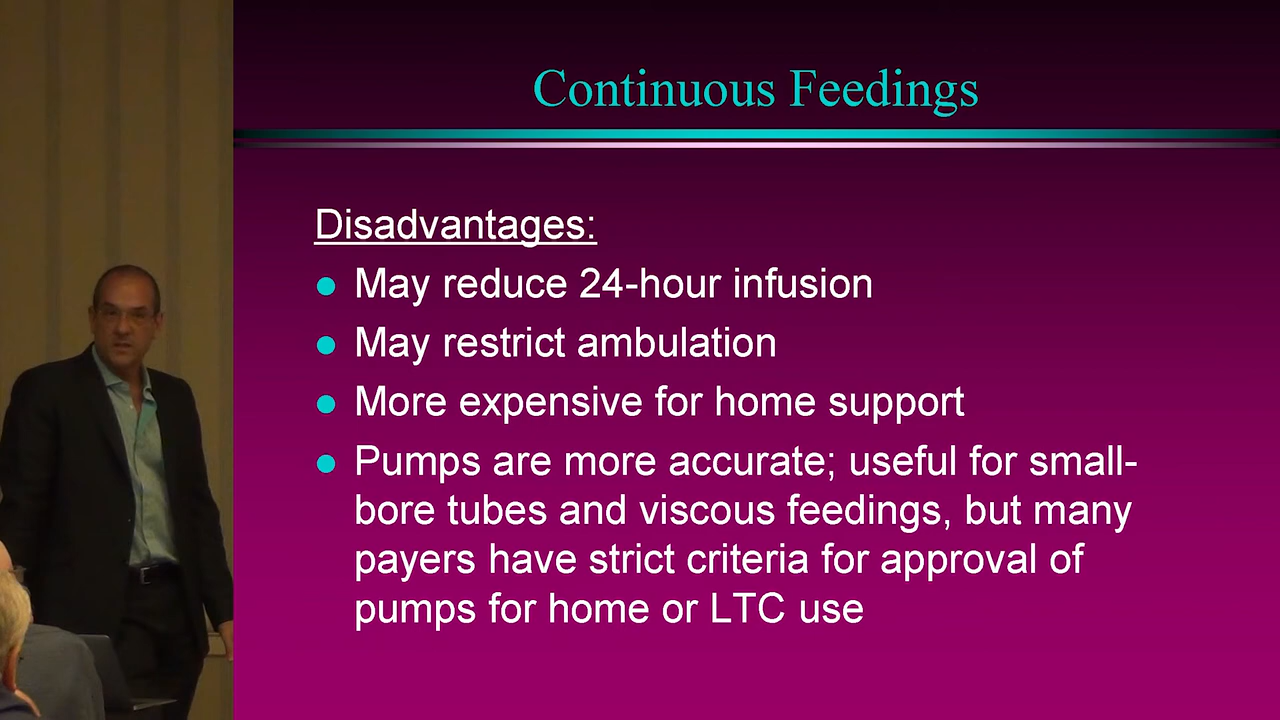 Continuous Feedings
Disadvantages:
May reduce 24-hour infusion
May restrict ambulation
More expensive for home support
Pumps are more accurate; useful for small-
bore tubes and viscous feedings, but many
payers have strict criteria for approval of
pumps for home or LTC use